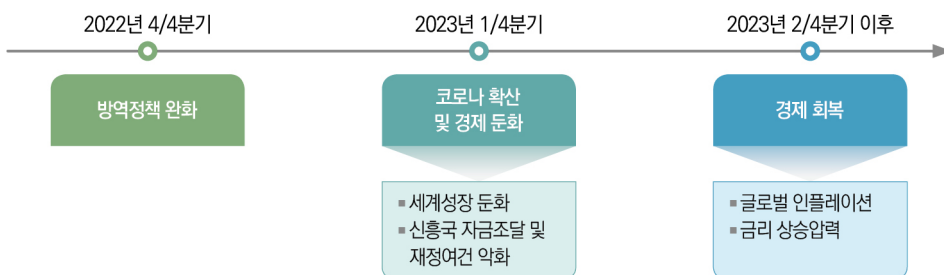 2022년 4/4분기
2023년 1/4분기
2023년 2/4분기 이후
방역정책 완화
코로나 확산
및 경제 둔화
경제 회복
▪ 세계성장 둔화
▪ 신흥국 자금조달 및
재정여건 악화
▪ 글로벌 인플레이션
▪ 금리 상승압력